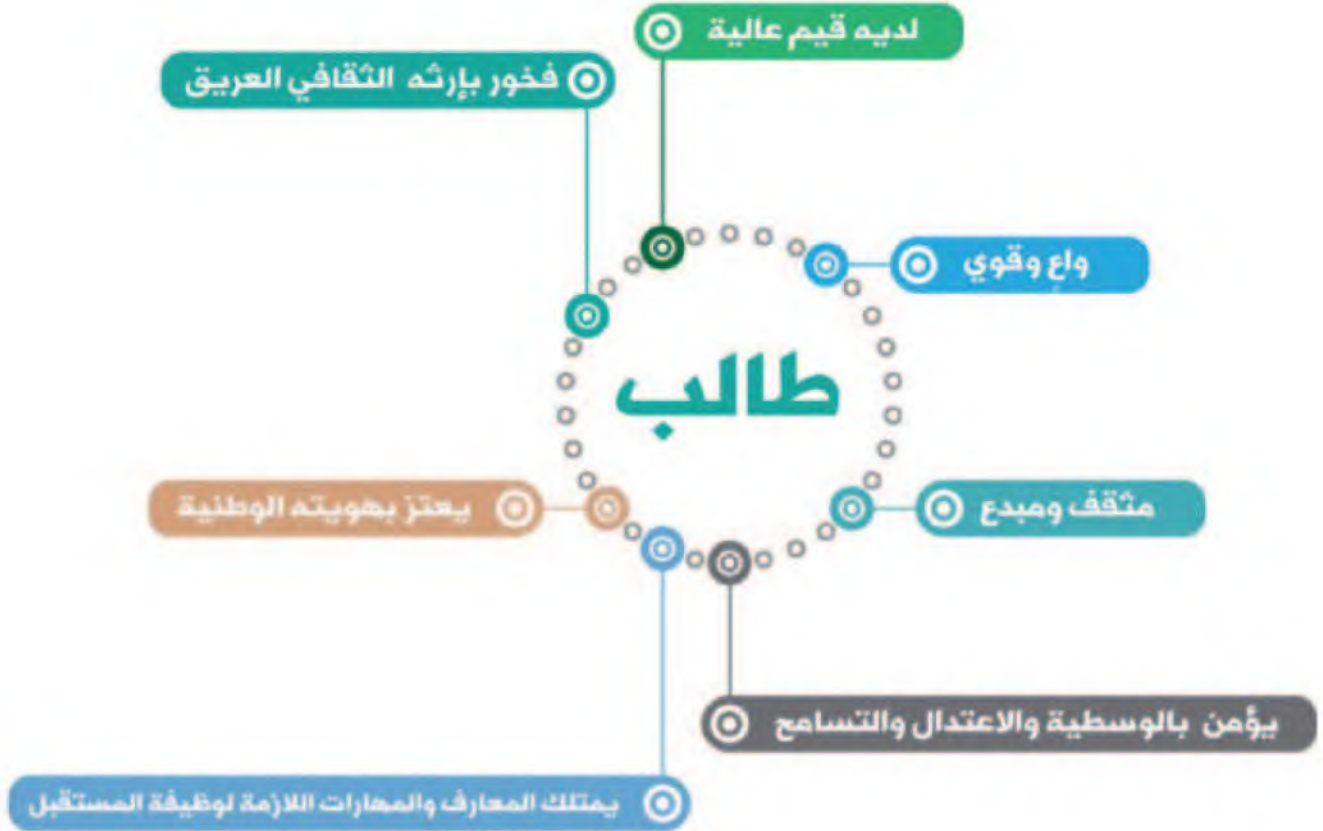 لديه قيم عالية
فخور بإرثه الثقافي العريق
واعٍ وقوي
طالب
مثقف ومبدع
يعتز بهويته الوطنية
يؤمن بالوسطية والاعتدال والتسامح
يمتلك المعارف والمهارات اللازمة لوظيفة المستقبل